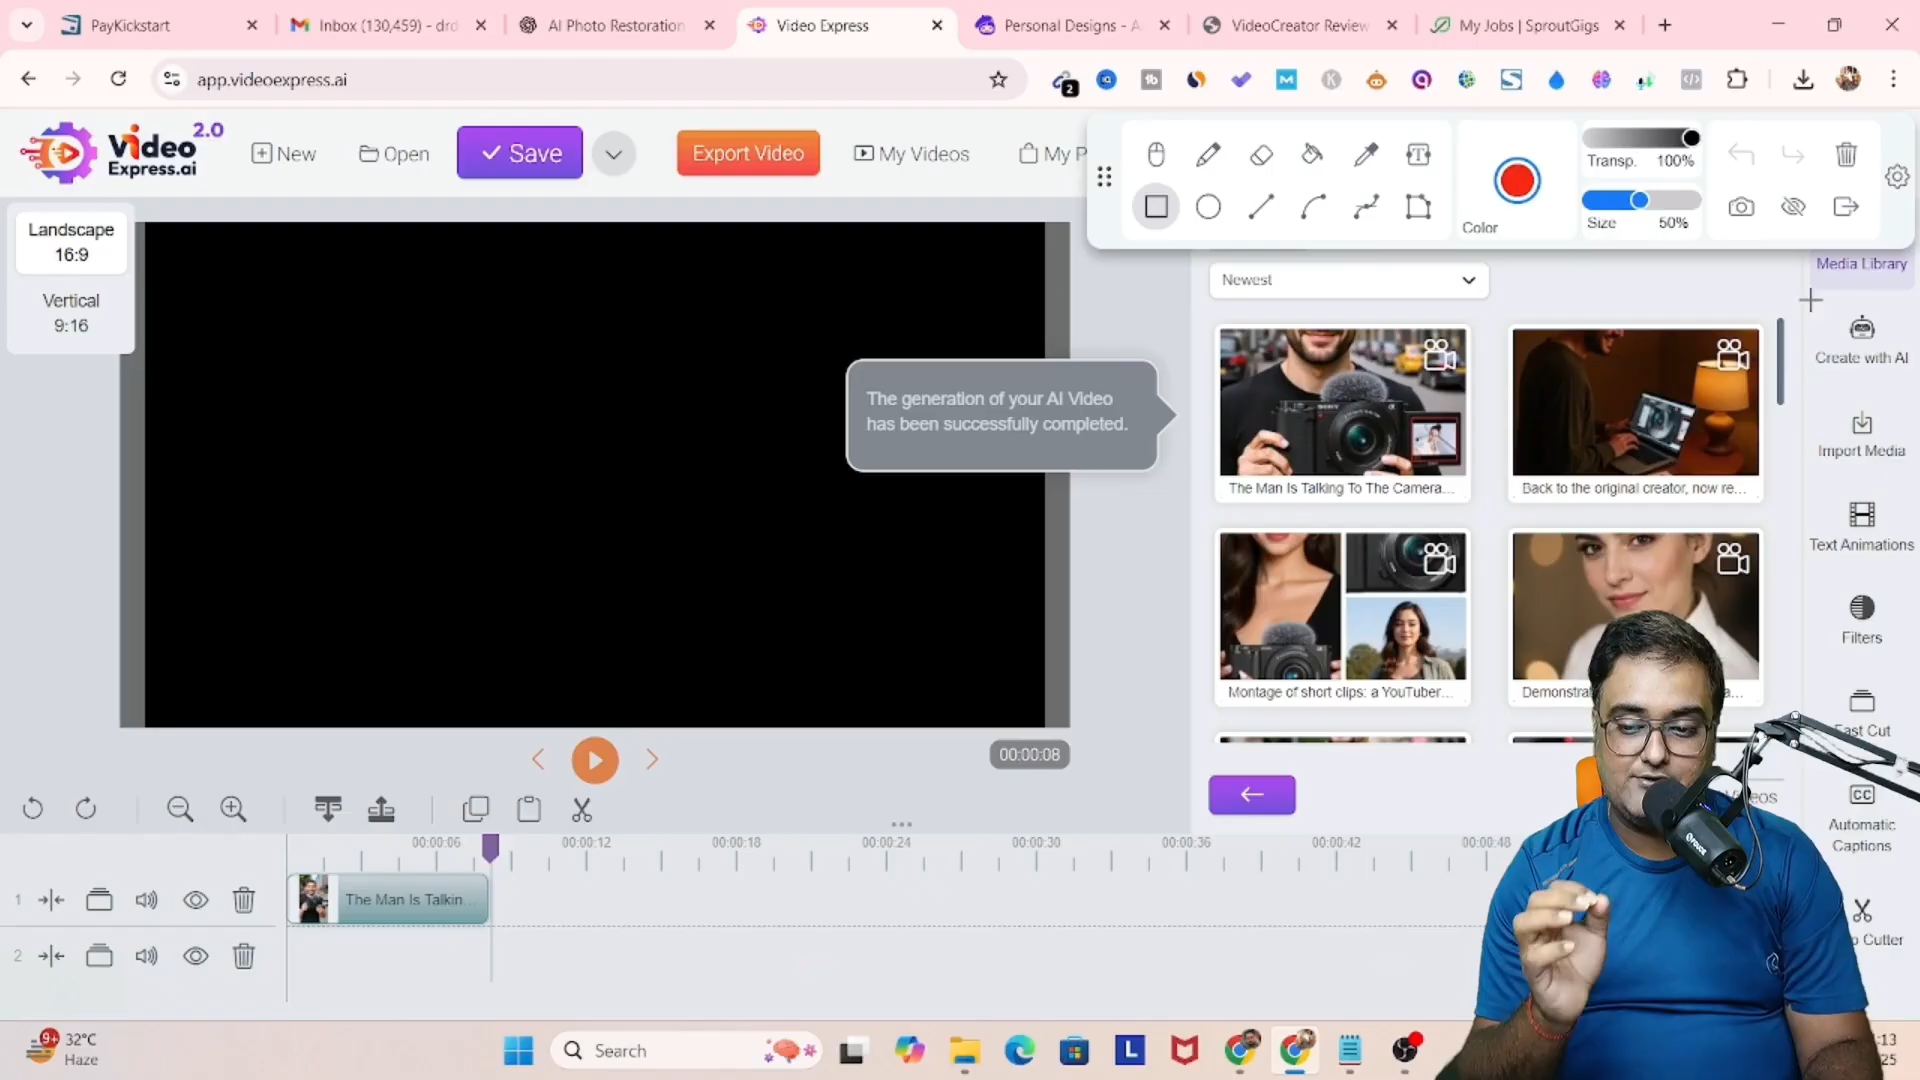 PayKickstart
Inbox (130,459) - drd
AI Photo Restoration
Video Express
Personal Designs - A
VideoCreator Review
My Jobs | SproutGigs
app.videoexpress.ai
2
Video 2.0
Express.ai
New
Open
Save
Export Video
My Videos
My P
Transp. 100%
Size 50%
Color
Landscape
16:9
Vertical
9:16
Newest
Media Library
Create with AI
Import Media
Text Animations
Filters
Fast Cut
CC
Automatic
Captions
Cutter
The generation of your AI Video
has been successfully completed.
The Man Is Talking To The Camera...
Back to the original creator, now re...
Montage of short clips: a YouTuber...
Demonstra
00:00:08
00:00:06
00:00:12
00:00:18
00:00:24
00:00:30
00:00:36
00:00:42
00:00:48
1
The Man Is Talkin...
2
9+
32°C
Haze
Search
L
:13
25